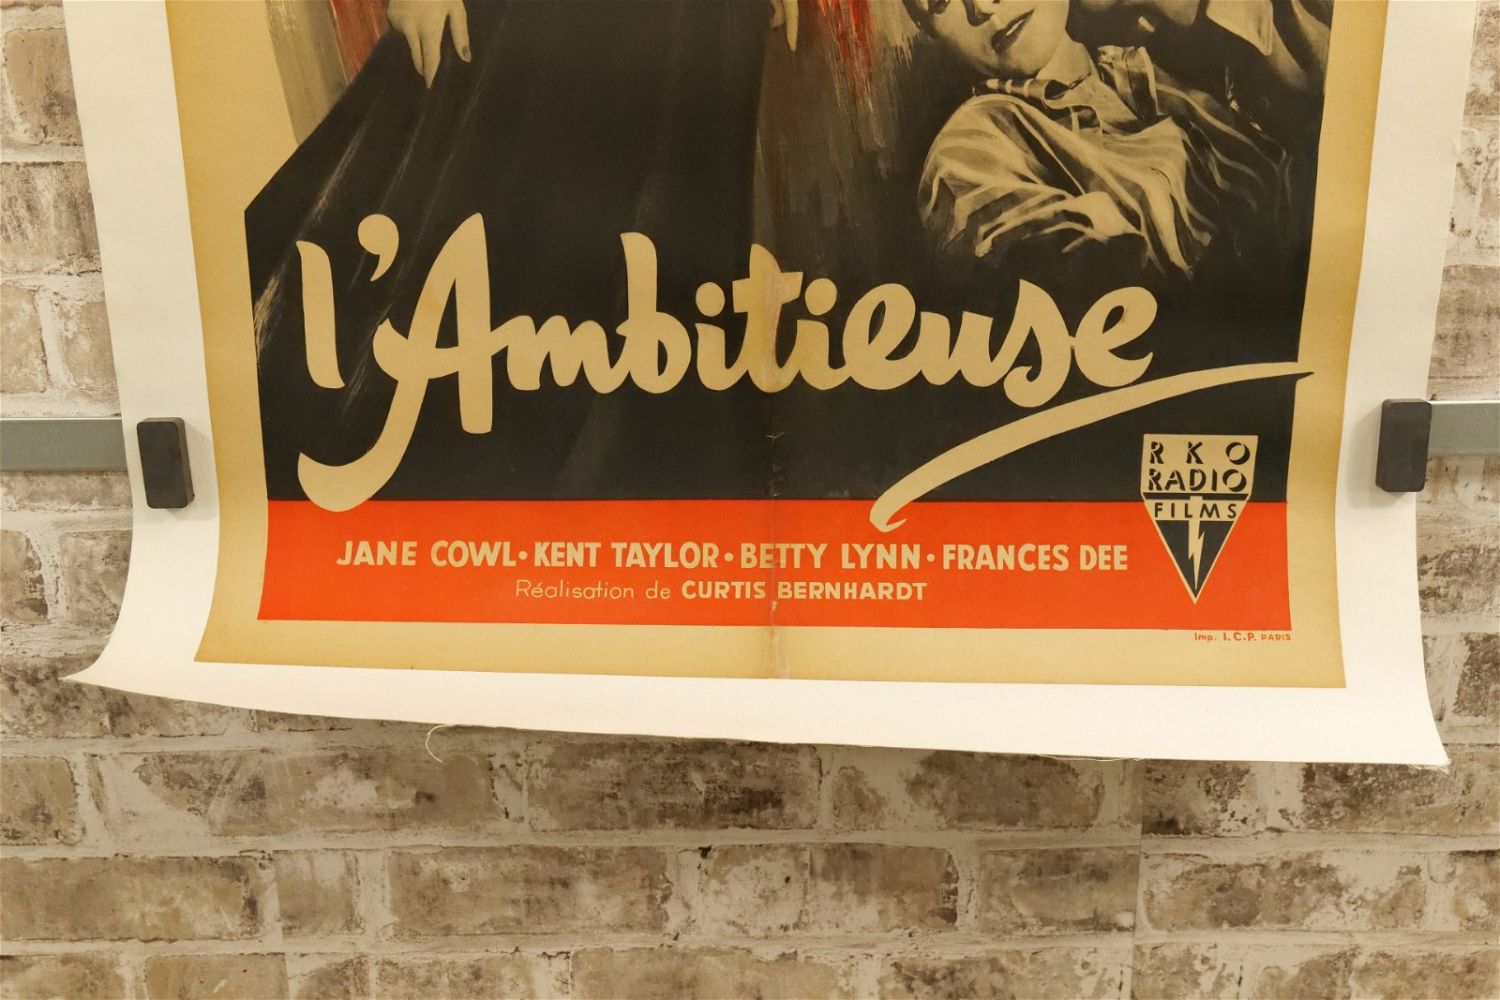 l'Ambitieuse
RKO
RADIO
FILMS
JANE COWL • KENT TAYLOR • BETTY LYNN • FRANCES DEE
Réalisation de CURTIS BERNHARDT
Imp. I.C.P. PARIS